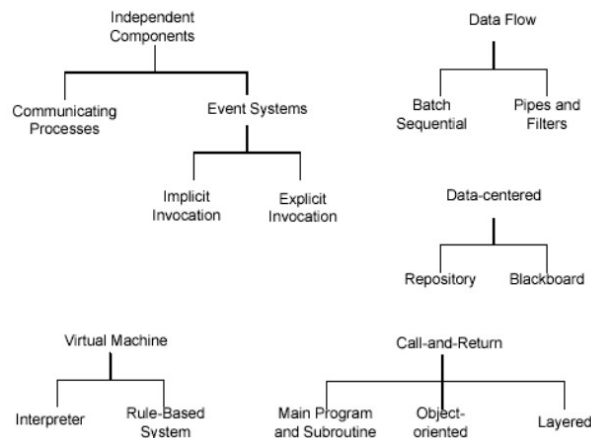 Independent
Components
Communicating
Processes
Event Systems
Implicit
Invocation
Explicit
Invocation
Data Flow
Batch
Sequential
Pipes and
Filters
Data-centered
Repository
Blackboard
Virtual Machine
Interpreter
Rule-Based
System
Call-and-Return
Main Program
and Subroutine
Object-
oriented
Layered